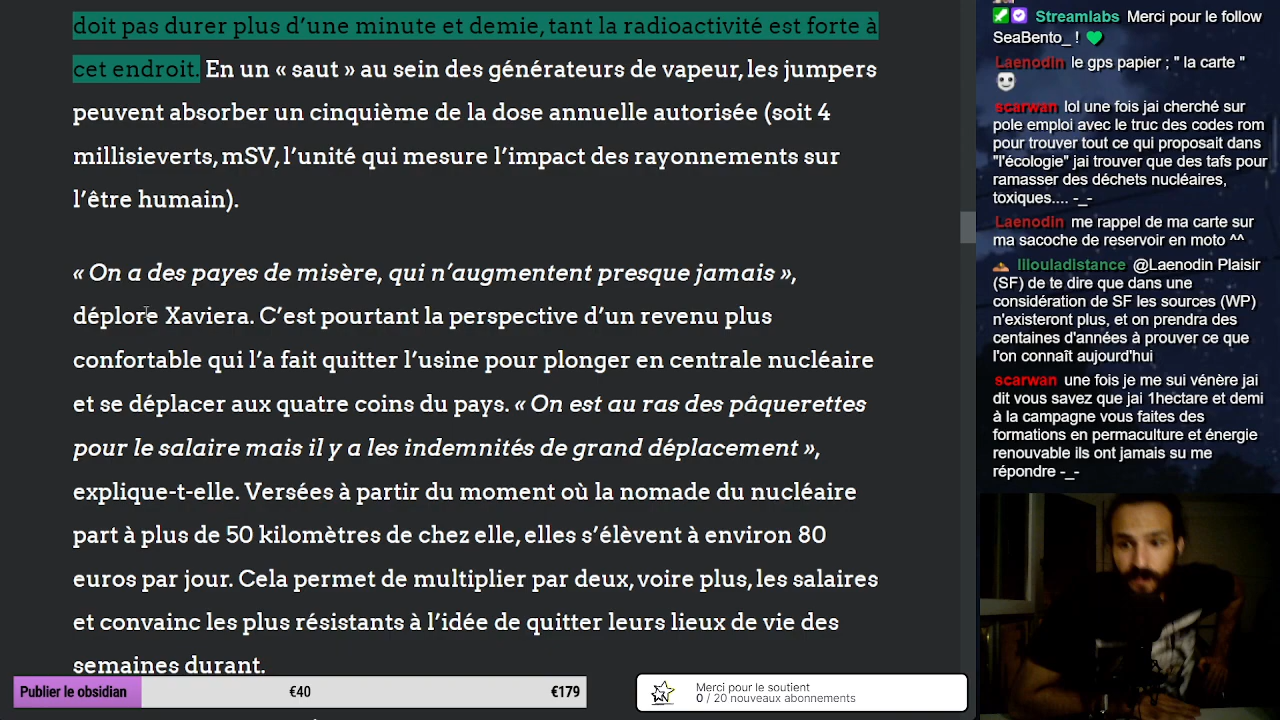 doit pas durer plus d’une minute et demie, tant la radioactivité est forte à
cet endroit. En un « saut » au sein des générateurs de vapeur, les jumpers
peuvent absorber un cinquième de la dose annuelle autorisée (soit 4
millisieverts, mSV, l’unité qui mesure l’impact des rayonnements sur
l’être humain).
« On a des payes de misère, qui n’augmentent presque jamais »,
déplore Xaviera. C’est pourtant la perspective d’un revenu plus
confortable qui l’a fait quitter l’usine pour plonger en centrale nucléaire
et se déplacer aux quatre coins du pays. « On est au ras des pâquerettes
pour le salaire mais il y a les indemnités de grand déplacement »,
explique-t-elle. Versées à partir du moment où la nomade du nucléaire
part à plus de 50 kilomètres de chez elle, elles s’élèvent à environ 80
euros par jour. Cela permet de multiplier par deux, voire plus, les salaires
et convainc les plus résistants à l’idée de quitter leurs lieux de vie des
semaines durant.
Publier le obsidian €40 €179
Merci pour le soutien
0 / 20 nouveaux abonnements
Streamlabs Merci pour le follow
SeaBento_ !
Laenodin le gps papier ; " la carte "
scarwan lol une fois jai cherché sur
pole emploi avec le truc des codes rom
pour trouver tout ce qui proposait dans
"l'écologie" jai trouver que des tafs pour
ramasser des déchets nucléaires,
toxiques.... -_-
Laenodin me rappel de ma carte sur
ma sacoche de reservoir en moto ^^
Illouladistance @Laenodin Plaisir
(SF) de te dire que dans une
considération de SF les sources (WP)
n'existeront plus, et on prendra des
centaines d'années à prouver ce que
l'on connaît aujourd'hui
scarwan une fois je me sui vénère jai
dit vous savez que jai 1hectare et demi
à la campagne vous faites des
formations en permaculture et énergie
renouvable ils ont jamais su me
répondre -_-